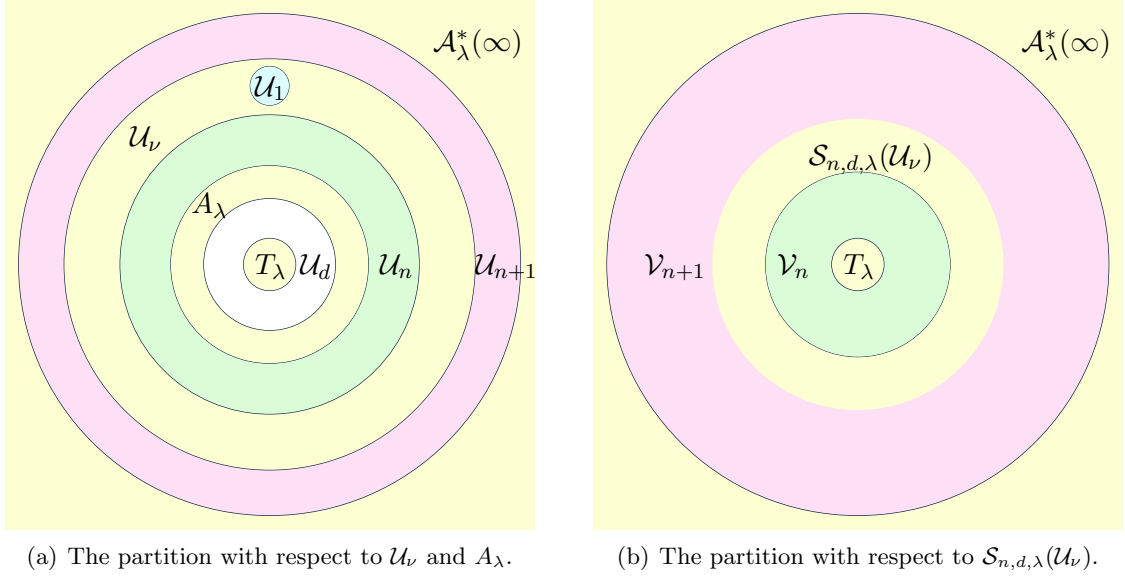 𝒜*_λ(∞) 𝒜*_λ(∞)
𝒰_1
𝒰_ν
𝒮_{n,d,λ}(𝒰_ν)
A_λ
T_λ 𝒰_d 𝒰_n 𝒰_{n+1} 𝒱_{n+1} 𝒱_n T_λ
(a) The partition with respect to 𝒰_ν and A_λ. (b) The partition with respect to 𝒮_{n,d,λ}(𝒰_ν).